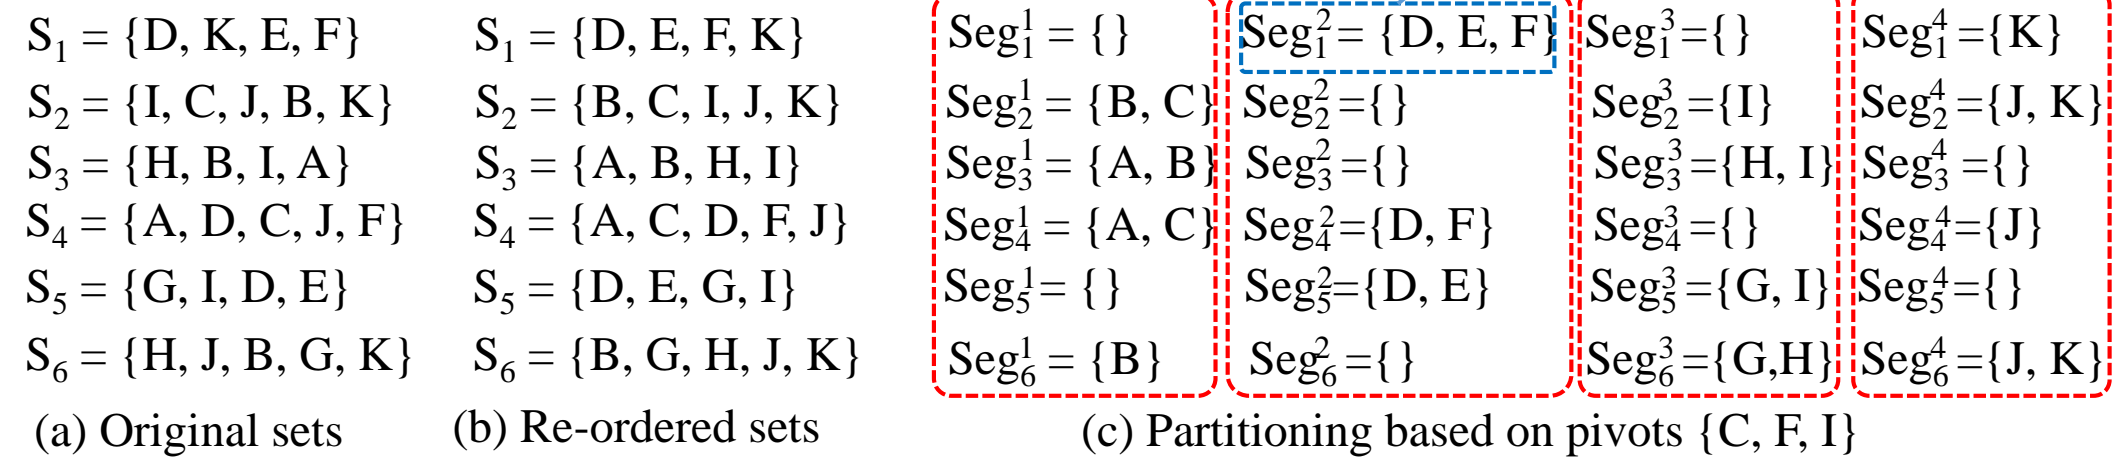 S₁ = {D, K, E, F} S₁ = {D, E, F, K} Seg₁¹ = {} Seg₁² = {D, E, F} Seg₁³ ={} Seg₁⁴ ={K}
S₂ = {I, C, J, B, K} S₂ = {B, C, I, J, K} Seg₂¹ = {B, C} Seg₂² ={} Seg₂³ ={I} Seg₂⁴ ={J, K}
S₃ = {H, B, I, A} S₃ = {A, B, H, I} Seg₃¹ = {A, B} Seg₃² ={} Seg₃³ ={H, I} Seg₃⁴ ={}
S₄ = {A, D, C, J, F} S₄ = {A, C, D, F, J} Seg₄¹ = {A, C} Seg₄² ={D, F} Seg₄³ ={} Seg₄⁴ ={J}
S₅ = {G, I, D, E} S₅ = {D, E, G, I} Seg₅¹ = {} Seg₅² ={D, E} Seg₅³ ={G, I} Seg₅⁴ ={}
S₆ = {H, J, B, G, K} S₆ = {B, G, H, J, K} Seg₆¹ = {B} Seg₆² ={} Seg₆³ ={G,H} Seg₆⁴ ={J, K}
(a) Original sets (b) Re-ordered sets (c) Partitioning based on pivots {C, F, I}